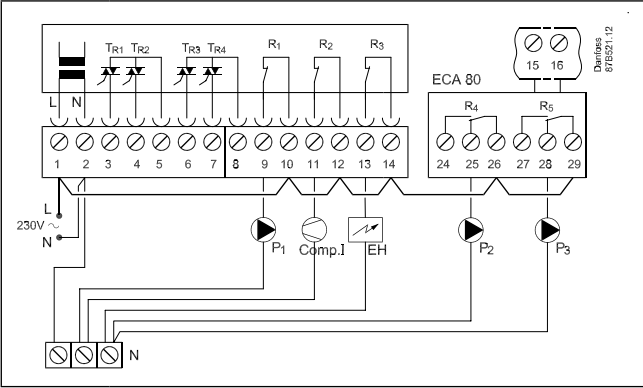 Danfoss
87B521.12
TR1 TR2 TR3 TR4 R1 R2 R3
15 16
ECA 80
L N
R4 R5
1 2 3 4 5 6 7 8 9 10 11 12 13 14
24 25 26 27 28 29
L
230V ~
N
P1 Comp.I EH P2 P3
N